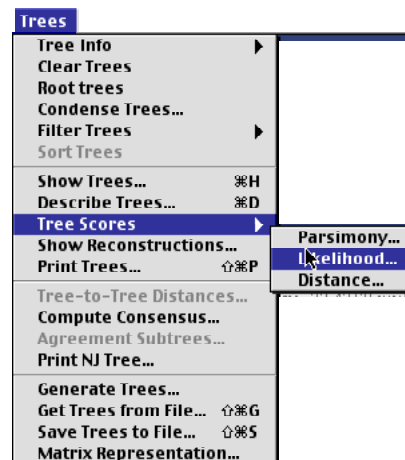 Trees
Tree Info
Clear Trees
Root trees
Condense Trees...
Filter Trees
Sort Trees
Show Trees... ⌘H
Describe Trees... ⌘D
Tree Scores
Parsimony...
Likelihood...
Distance...
Show Reconstructions...
Print Trees... ⇧⌘P
Tree-to-Tree Distances...
Compute Consensus...
Agreement Subtrees...
Print NJ Tree...
Generate Trees...
Get Trees from File... ⇧⌘G
Save Trees to File... ⇧⌘S
Matrix Representation...